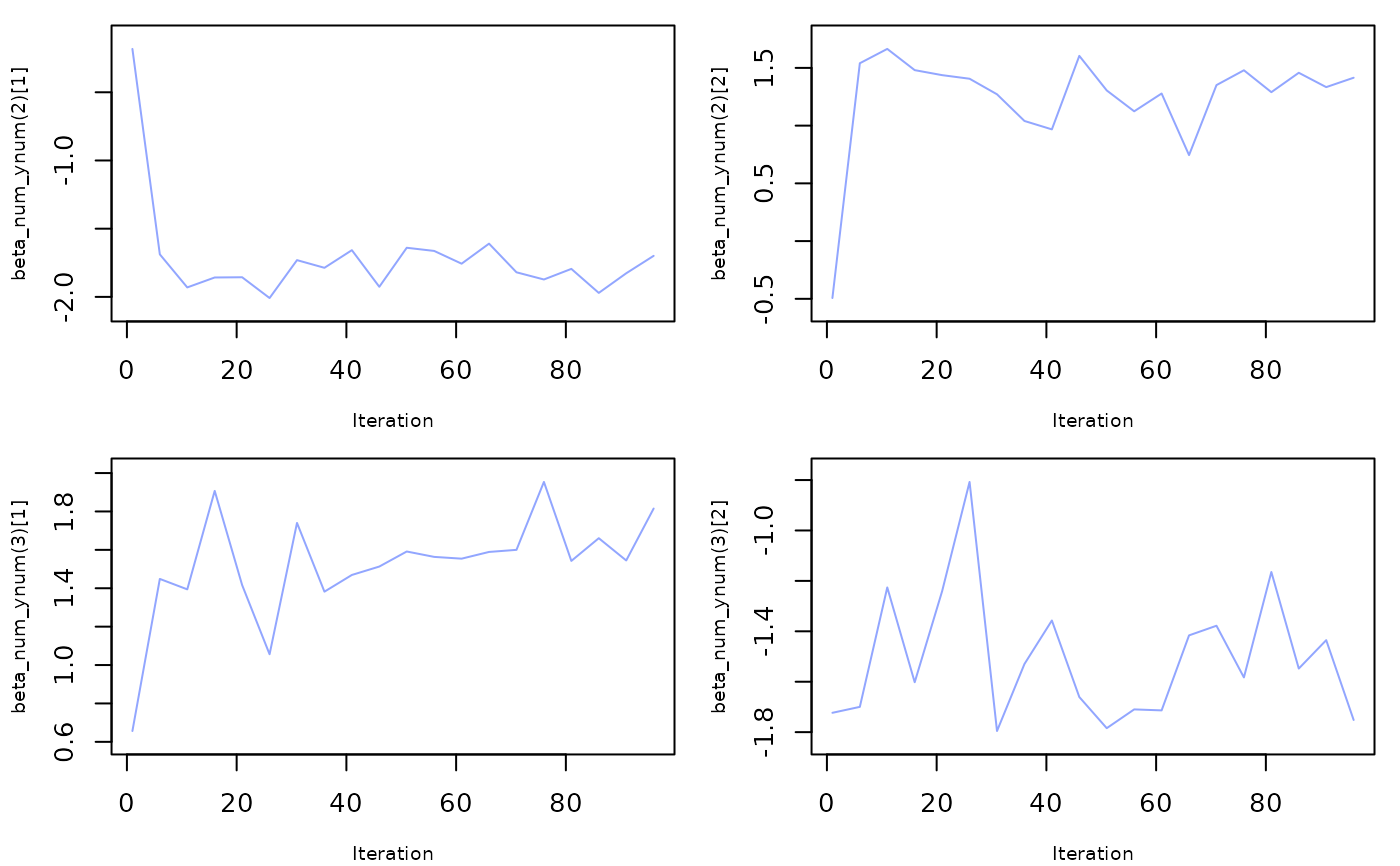 beta_num_ynum(2)[1]
-1.0
-2.0
0 20 40 60 80
Iteration
beta_num_ynum(2)[2]
1.5
0.5
-0.5
0 20 40 60 80
Iteration
beta_num_ynum(3)[1]
1.8
1.4
1.0
0.6
0 20 40 60 80
Iteration
beta_num_ynum(3)[2]
-1.0
-1.4
-1.8
0 20 40 60 80
Iteration